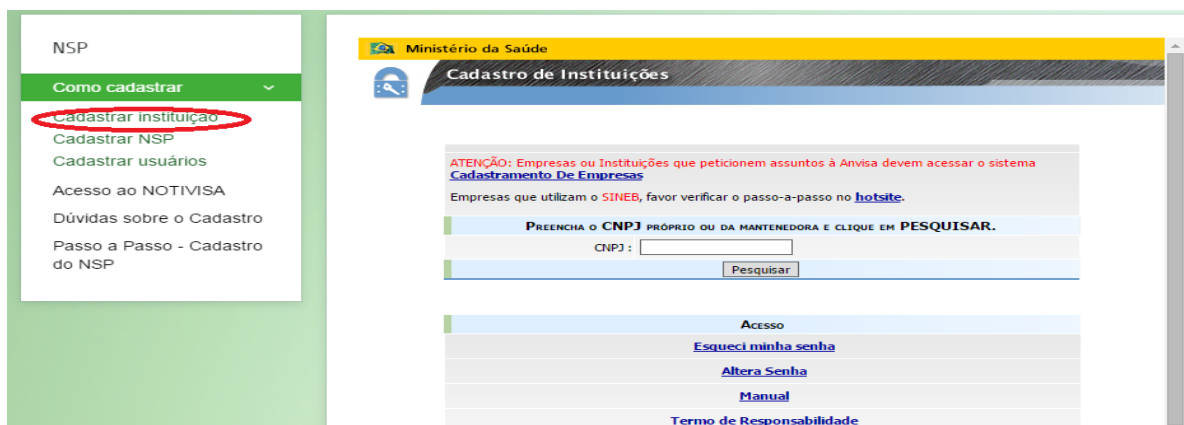 NSP
Como cadastrar
Cadastrar instituição
Cadastrar NSP
Cadastrar usuários
Acesso ao NOTIVISA
Dúvidas sobre o Cadastro
Passo a Passo - Cadastro
do NSP
Ministério da Saúde
Cadastro de Instituições
ATENÇÃO: Empresas ou Instituições que peticionem assuntos à Anvisa devem acessar o sistema
Cadastramento De Empresas
Empresas que utilizam o SINEB, favor verificar o passo-a-passo no hotsite.
Preencha o CNPJ próprio ou da mantenedora e clique em PESQUISAR.
CNPJ :
Pesquisar
Acesso
Esqueci minha senha
Altera Senha
Manual
Termo de Responsabilidade